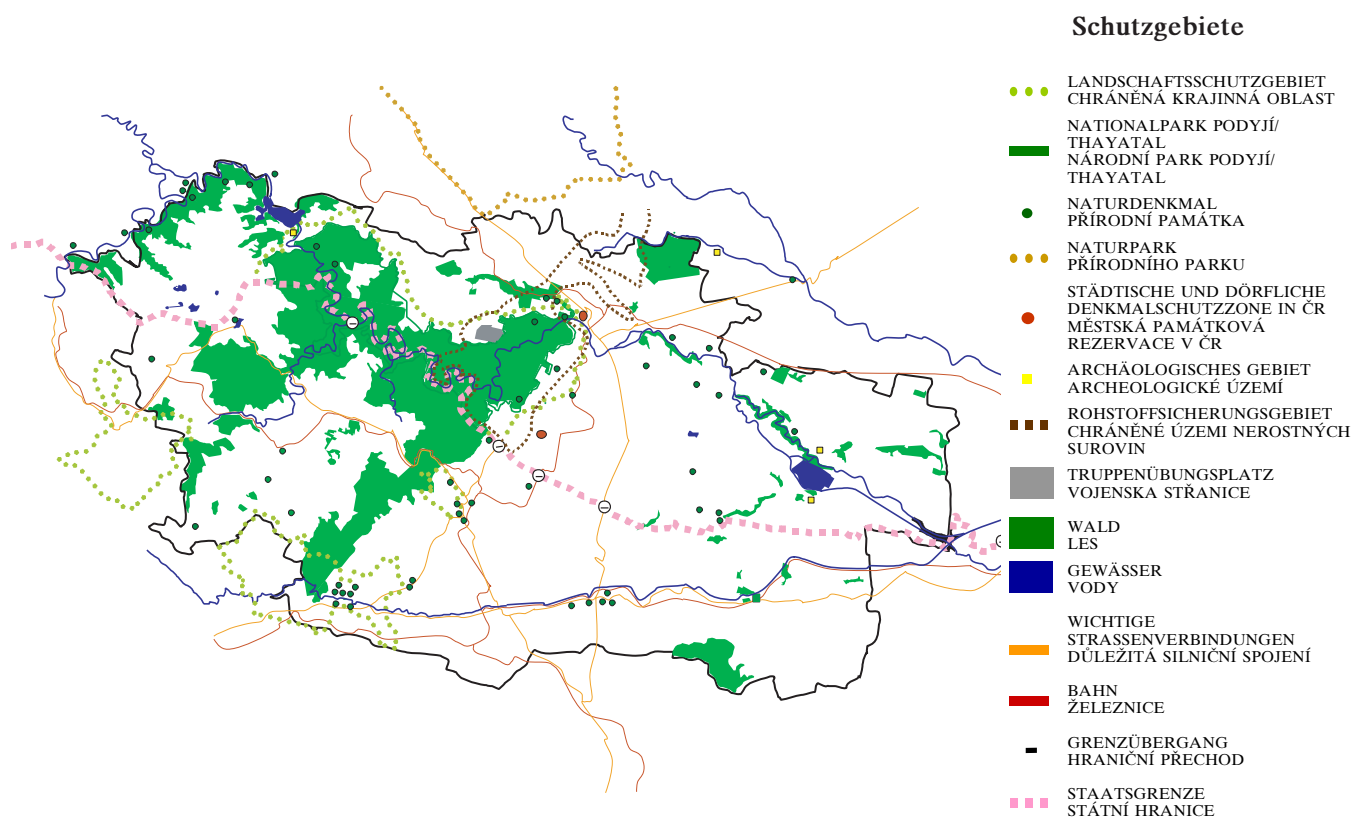 Schutzgebiete
LANDSCHAFTSSCHUTZGEBIET
CHRÁNĚNÁ KRAJINNÁ OBLAST
NATIONALPARK PODYJÍ/
THAYATAL
NÁRODNÍ PARK PODYJÍ/
THAYATAL
NATURDENKMAL
PŘÍRODNÍ PAMÁTKA
NATURPARK
PŘÍRODNÍHO PARKU
STÄDTISCHE UND DÖRFLICHE
DENKMALSCHUTZZONE IN ČR
MĚSTSKÁ PAMÁTKOVÁ
REZERVACE V ČR
ARCHÄOLOGISCHES GEBIET
ARCHEOLOGICKÉ ÚZEMÍ
ROHSTOFFSICHERUNGSGEBIET
CHRÁNĚNÉ ÚZEMI NEROSTNÝCH
SUROVIN
TRUPPENÜBUNGSPLATZ
VOJENSKA STŘANICE
WALD
LES
GEWÄSSER
VODY
WICHTIGE
STRASSENVERBINDUNGEN
DŮLEŽITÁ SILNIČNÍ SPOJENÍ
BAHN
ŽELEZNICE
GRENZÜBERGANG
HRANIČNÍ PŘECHOD
STAATSGRENZE
STÁTNÍ HRANICE